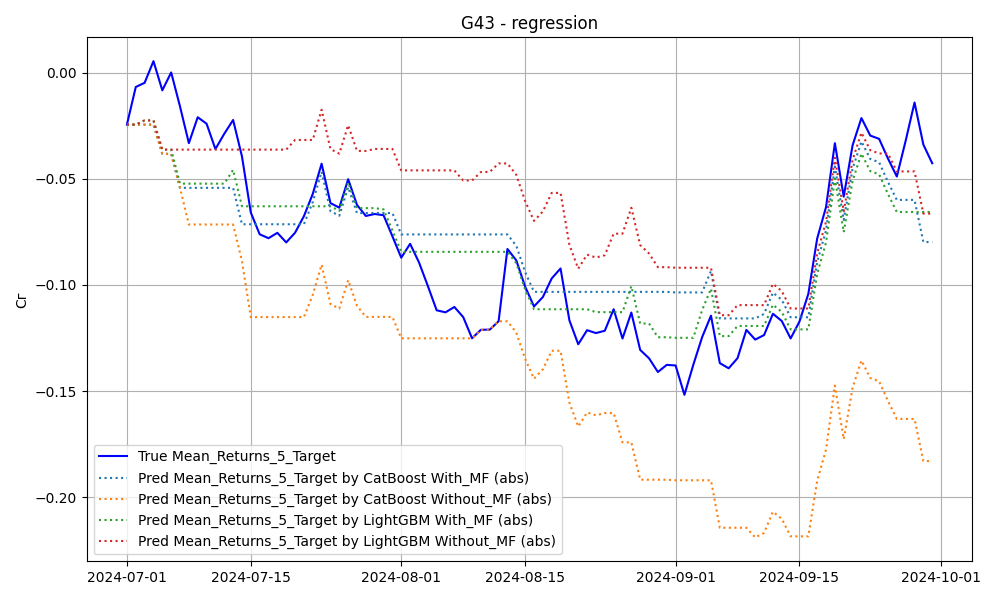 G43 - regression
0.00
−0.05
−0.10
−0.15
−0.20
Cr
True Mean_Returns_5_Target
Pred Mean_Returns_5_Target by CatBoost With_MF (abs)
Pred Mean_Returns_5_Target by CatBoost Without_MF (abs)
Pred Mean_Returns_5_Target by LightGBM With_MF (abs)
Pred Mean_Returns_5_Target by LightGBM Without_MF (abs)
2024-07-01 2024-07-15 2024-08-01 2024-08-15 2024-09-01 2024-09-15 2024-10-01